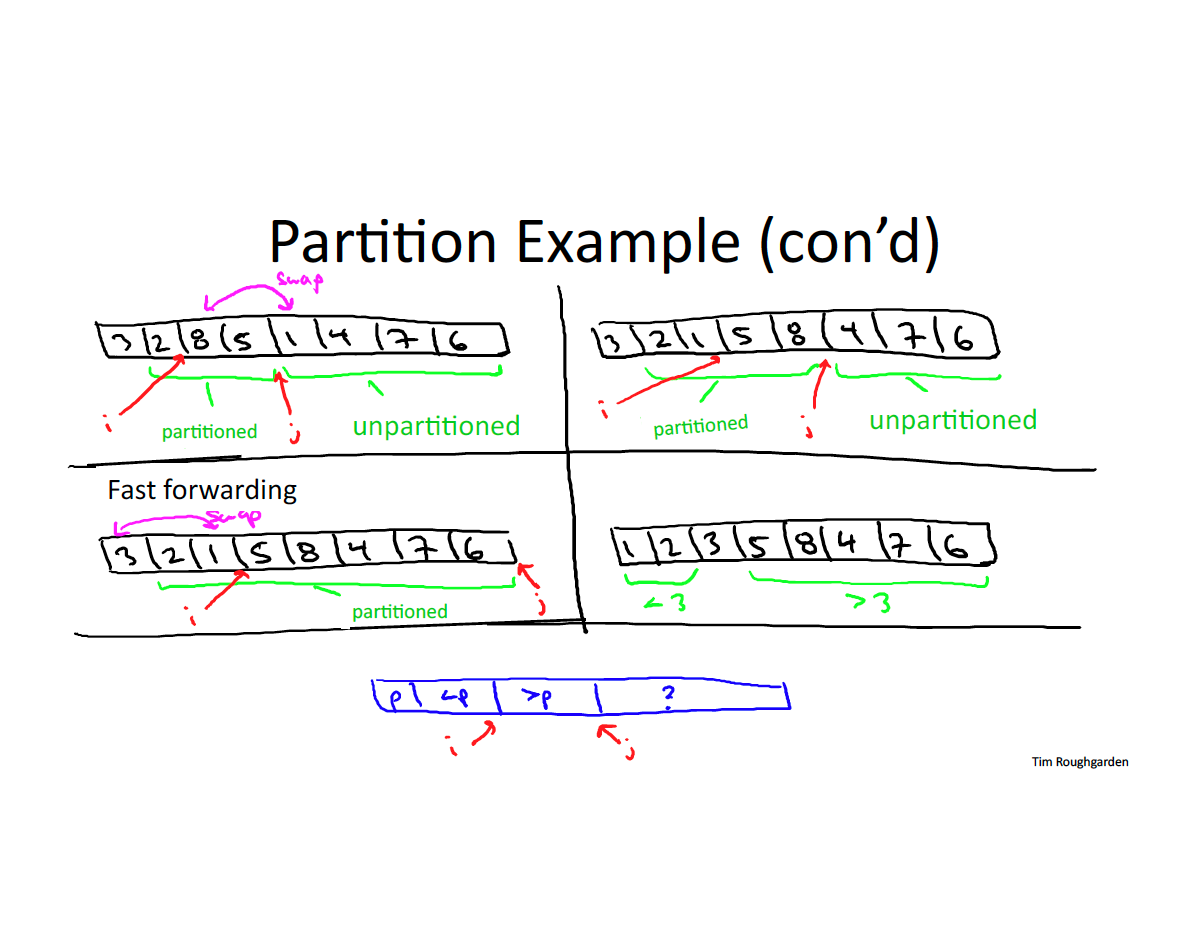 Partition Example (con’d)
swap
3 2 8 5 1 4 7 6
i
partitioned
j
unpartitioned
3 2 1 5 8 4 7 6
i
partitioned
j
unpartitioned
Fast forwarding
swap
3 2 1 5 8 4 7 6
i
partitioned
j
1 2 3 5 8 4 7 6
<3
>3
p <p >p ?
i
j
Tim Roughgarden